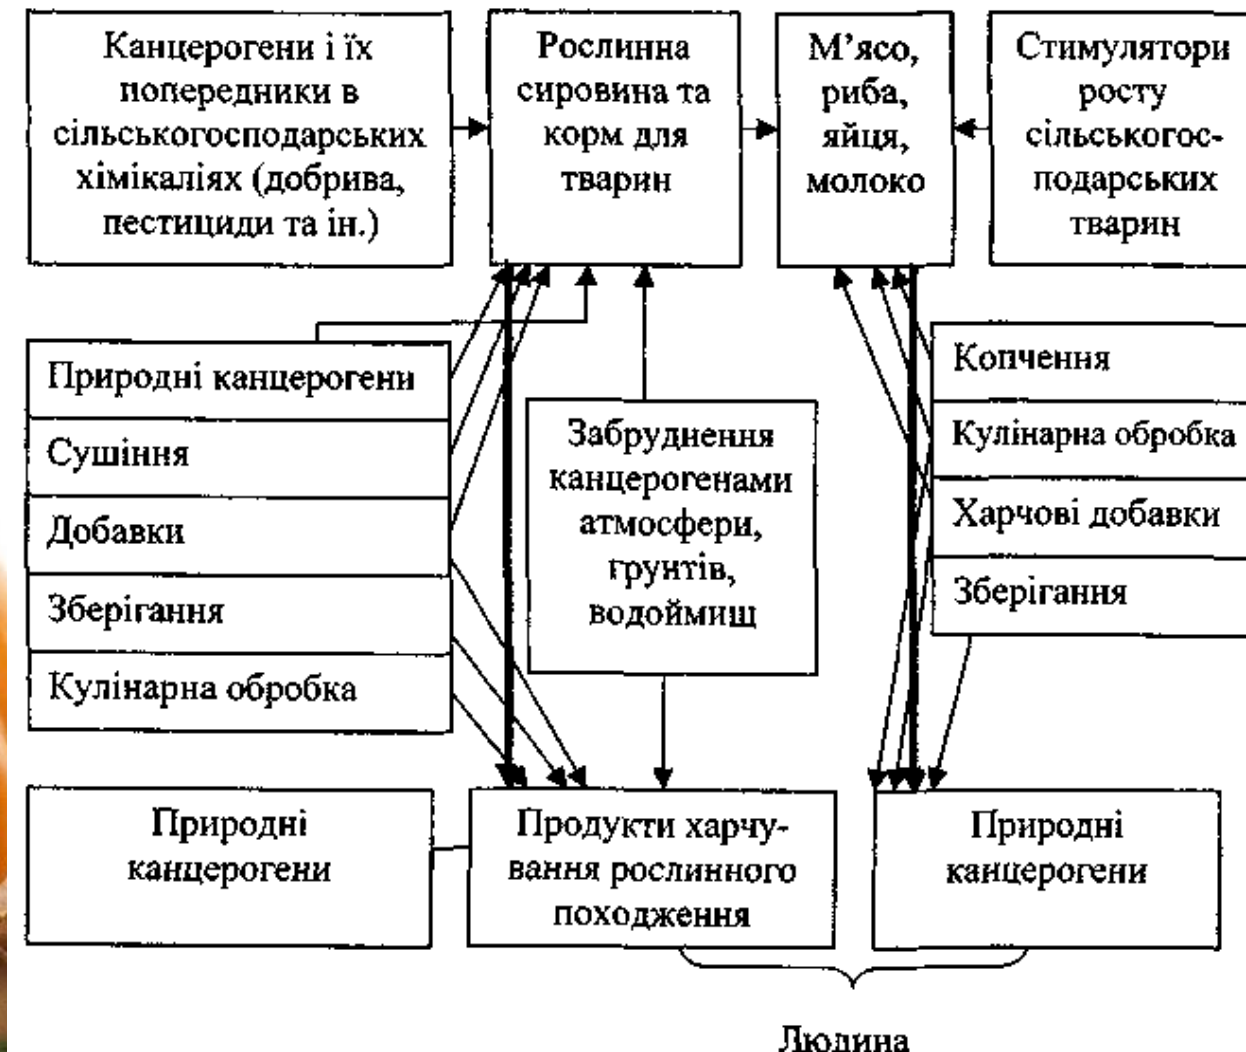 Канцерогени і їх
попередники в
сільськогосподарських
хімікаліях (добрива,
пестициди та ін.)
Рослинна
сировина та
корм для
тварин
М’ясо,
риба,
яйця,
молоко
Стимулятори
росту
сільськогос-
подарських
тварин
Природні канцерогени
Сушіння
Добавки
Зберігання
Кулінарна обробка
Забруднення
канцерогенами
атмосфери,
грунтів,
водоймищ
Копчення
Кулінарна обробка
Харчові добавки
Зберігання
Природні
канцерогени
Продукти харчу-
вання рослинного
походження
Природні
канцерогени
Людина